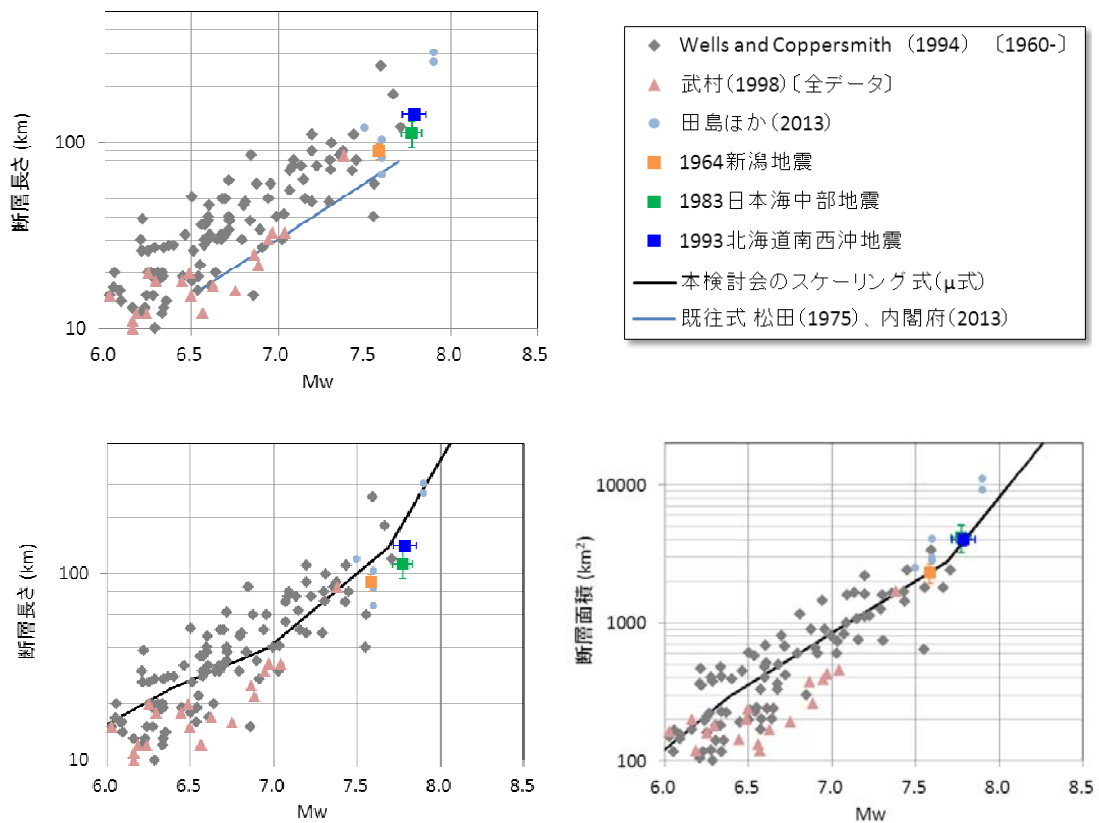 断層長さ (km)
100
10
6.0 6.5 7.0 7.5 8.0 8.5
Mw
Wells and Coppersmith (1994) 〔1960-〕
武村(1998)〔全データ〕
田島ほか(2013)
1964新潟地震
1983日本海中部地震
1993北海道南西沖地震
本検討会のスケーリング式(μ式)
既往式 松田(1975)、内閣府(2013)
断層長さ (km)
100
10
6.0 6.5 7.0 7.5 8.0 8.5
Mw
断層面積 (km²)
10000
1000
100
6.0 6.5 7.0 7.5 8.0 8.5
Mw